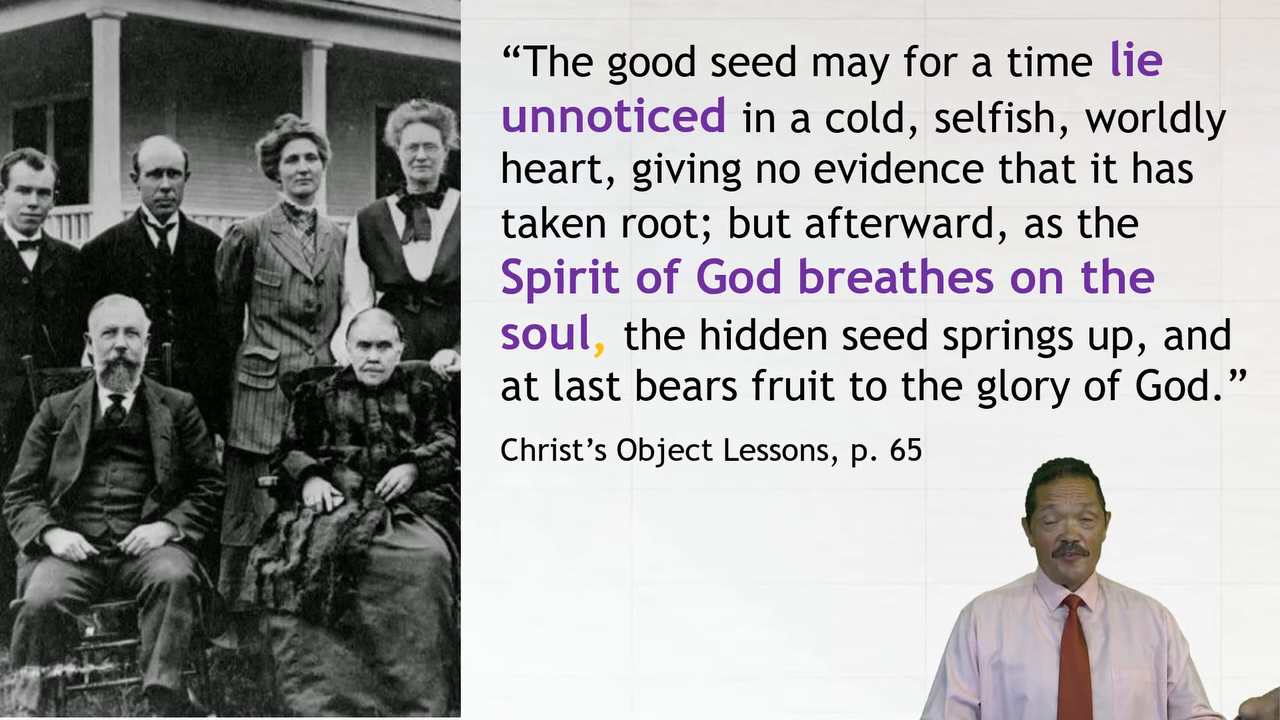 “The good seed may for a time lie
unnoticed in a cold, selfish, worldly
heart, giving no evidence that it has
taken root; but afterward, as the
Spirit of God breathes on the
soul, the hidden seed springs up, and
at last bears fruit to the glory of God.”
Christ’s Object Lessons, p. 65